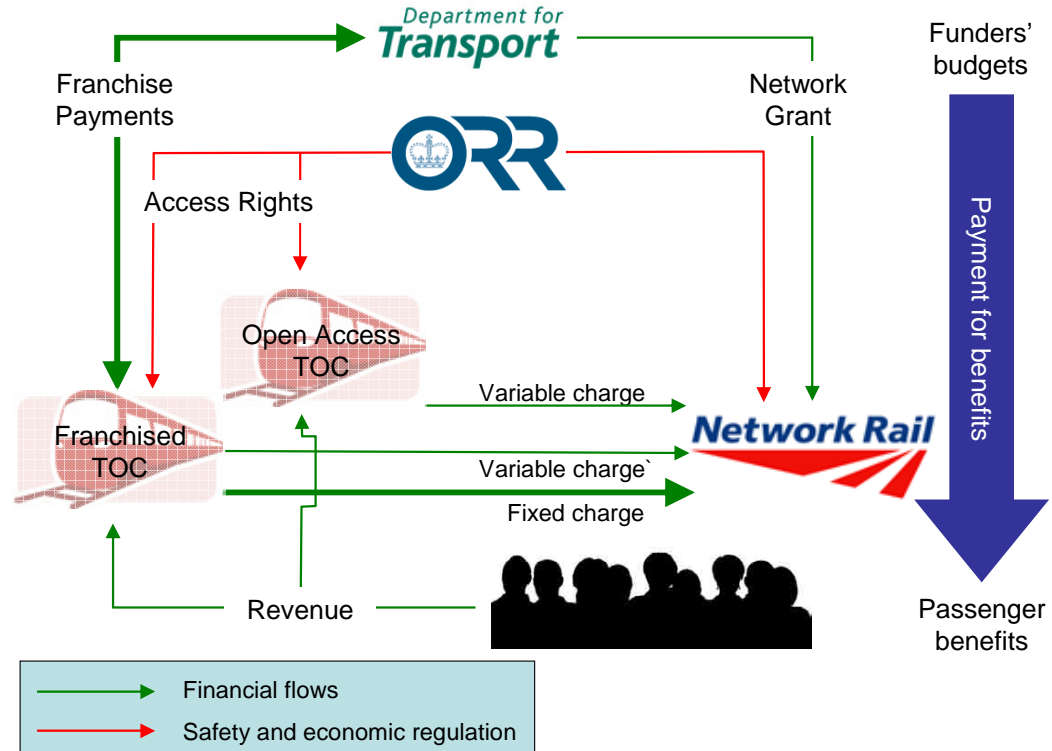 Department for
Transport
Funders’
budgets
Franchise
Payments
Network
Grant
ORR
Access Rights
Payment for benefits
Open Access
TOC
Variable charge
Network Rail
Franchised
TOC
Variable charge`
Fixed charge
Revenue
Passenger
benefits
Financial flows
Safety and economic regulation